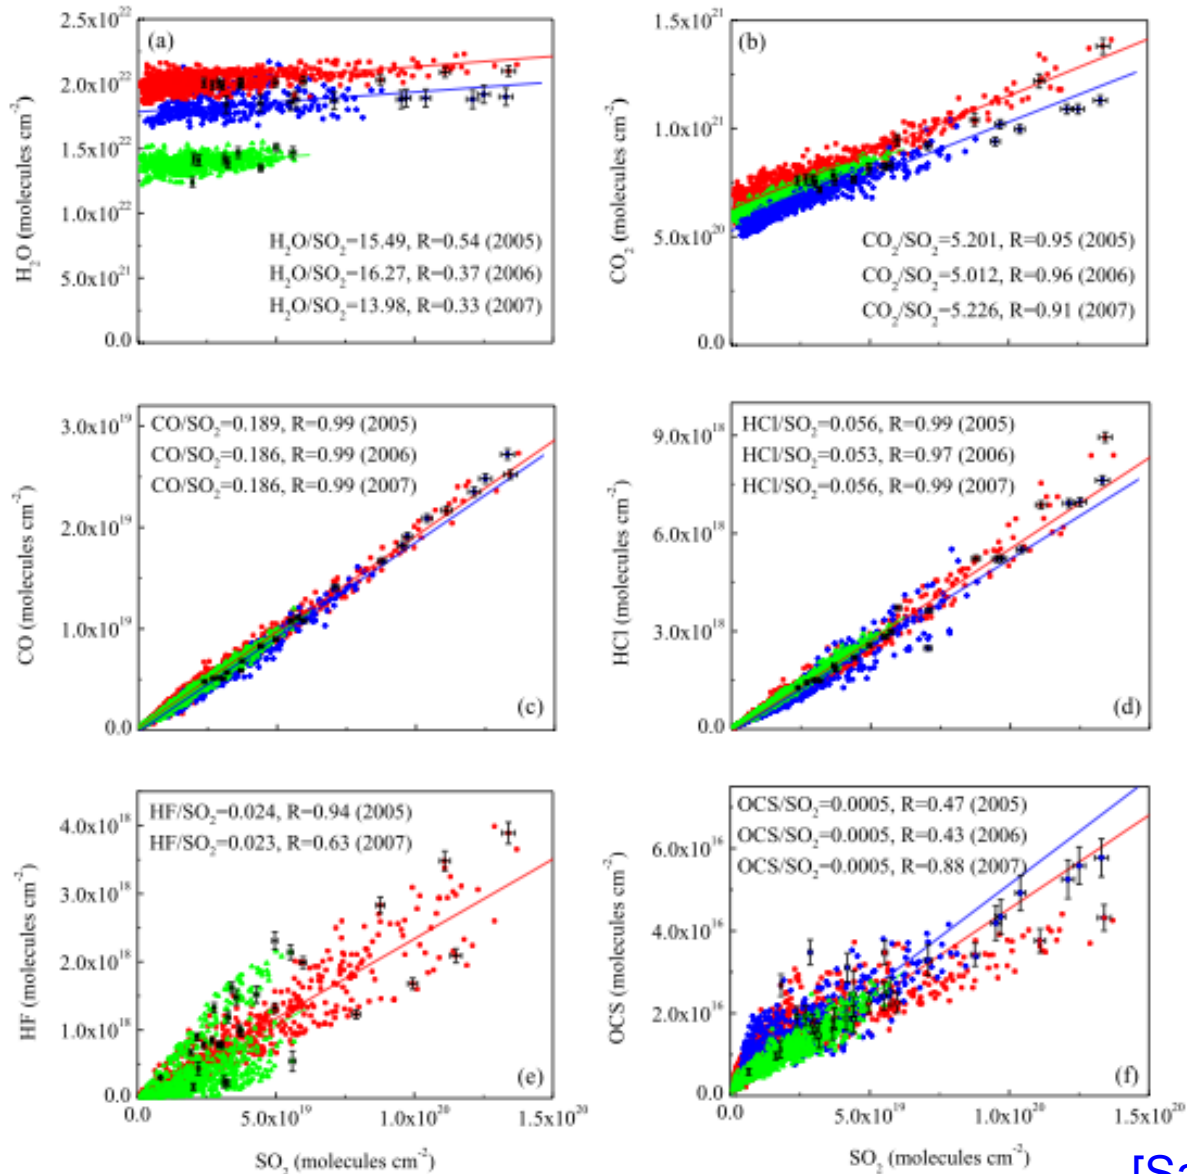 2.5x10²²
2.0x10²²
1.5x10²²
1.0x10²²
5.0x10²¹
0.0
H₂O (molecules cm⁻²)
(a)
H₂O/SO₂=15.49, R=0.54 (2005)
H₂O/SO₂=16.27, R=0.37 (2006)
H₂O/SO₂=13.98, R=0.33 (2007)
1.5x10²¹
1.0x10²¹
5.0x10²⁰
0.0
CO₂ (molecules cm⁻²)
(b)
CO₂/SO₂=5.201, R=0.95 (2005)
CO₂/SO₂=5.012, R=0.96 (2006)
CO₂/SO₂=5.226, R=0.91 (2007)
3.0x10¹⁹
2.0x10¹⁹
1.0x10¹⁹
0.0
CO (molecules cm⁻²)
CO/SO₂=0.189, R=0.99 (2005)
CO/SO₂=0.186, R=0.99 (2006)
CO/SO₂=0.186, R=0.99 (2007)
(c)
9.0x10¹⁸
6.0x10¹⁸
3.0x10¹⁸
0.0
HCl (molecules cm⁻²)
HCl/SO₂=0.056, R=0.99 (2005)
HCl/SO₂=0.053, R=0.97 (2006)
HCl/SO₂=0.056, R=0.99 (2007)
(d)
4.0x10¹⁸
3.0x10¹⁸
2.0x10¹⁸
1.0x10¹⁸
0.0
HF (molecules cm⁻²)
HF/SO₂=0.024, R=0.94 (2005)
HF/SO₂=0.023, R=0.63 (2007)
(e)
0.0 5.0x10¹⁹ 1.0x10²⁰ 1.5x10²⁰
SO₂ (molecules cm⁻²)
6.0x10¹⁶
4.0x10¹⁶
2.0x10¹⁶
0.0
OCS (molecules cm⁻²)
OCS/SO₂=0.0005, R=0.47 (2005)
OCS/SO₂=0.0005, R=0.43 (2006)
OCS/SO₂=0.0005, R=0.88 (2007)
(f)
0.0 5.0x10¹⁹ 1.0x10²⁰ 1.5x10²⁰
SO₂ (molecules cm⁻²)